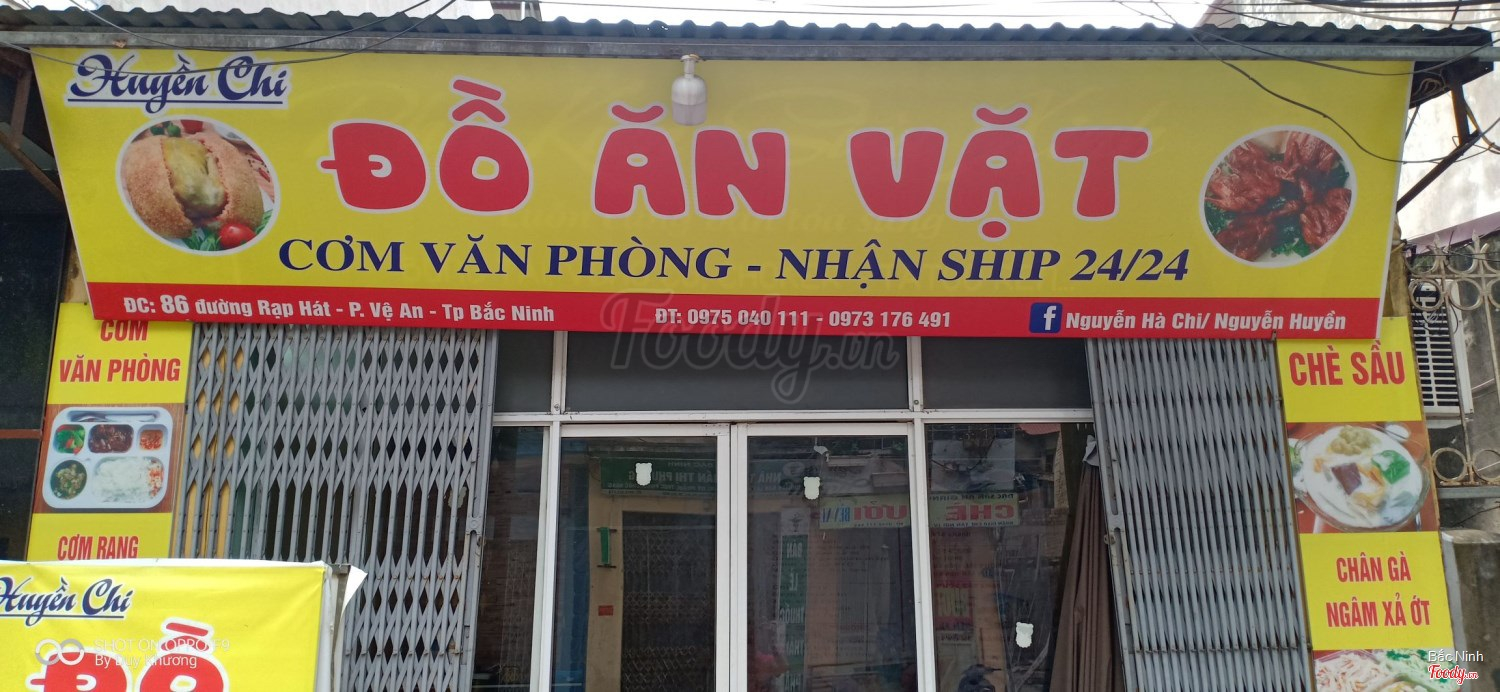 Huyền Chi
ĐỒ ĂN VẶT
CƠM VĂN PHÒNG - NHẬN SHIP 24/24
ĐC: 86 đường Rạp Hát - P. Vệ An - Tp Bắc Ninh
ĐT: 0975 040 111 - 0973 176 491
f Nguyễn Hà Chi/ Nguyễn Huyền
Foody.vn
CƠM
VĂN PHÒNG
CƠM RANG
CHÈ SẦU
CHÂN GÀ
NGÂM XẢ ỚT
CHÈ
Huyền Chi
ĐỒ
SHOT ON OPPO F9
By Duy Phương
Bắc Ninh
Foody.vn